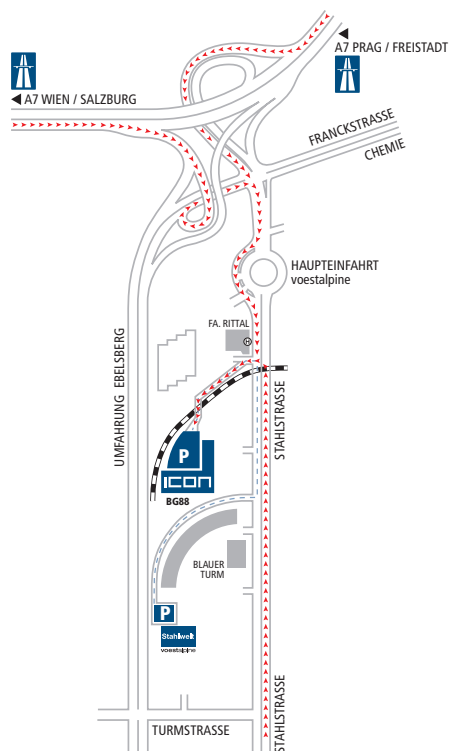 A7 PRAG / FREISTADT
A7 WIEN / SALZBURG
FRANCKSTRASSE
CHEMIE
HAUPTEINFAHRT
voestalpine
FA. RITTAL
H
UMFAHRUNG EBELSBERG
STAHLSTRASSE
P
ICON
BG88
BLAUER
TURM
P
Stahlwelt
voestalpine
TURMSTRASSE
STAHLSTRASSE